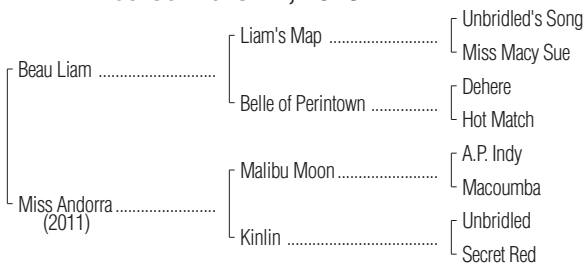 Unbridled's Song
Liam's Map
Miss Macy Sue
Beau Liam
Dehere
Belle of Perintown
Hot Match
A.P. Indy
Malibu Moon
Macoumba
Miss Andorra
(2011)
Unbridled
Kinlin
Secret Red